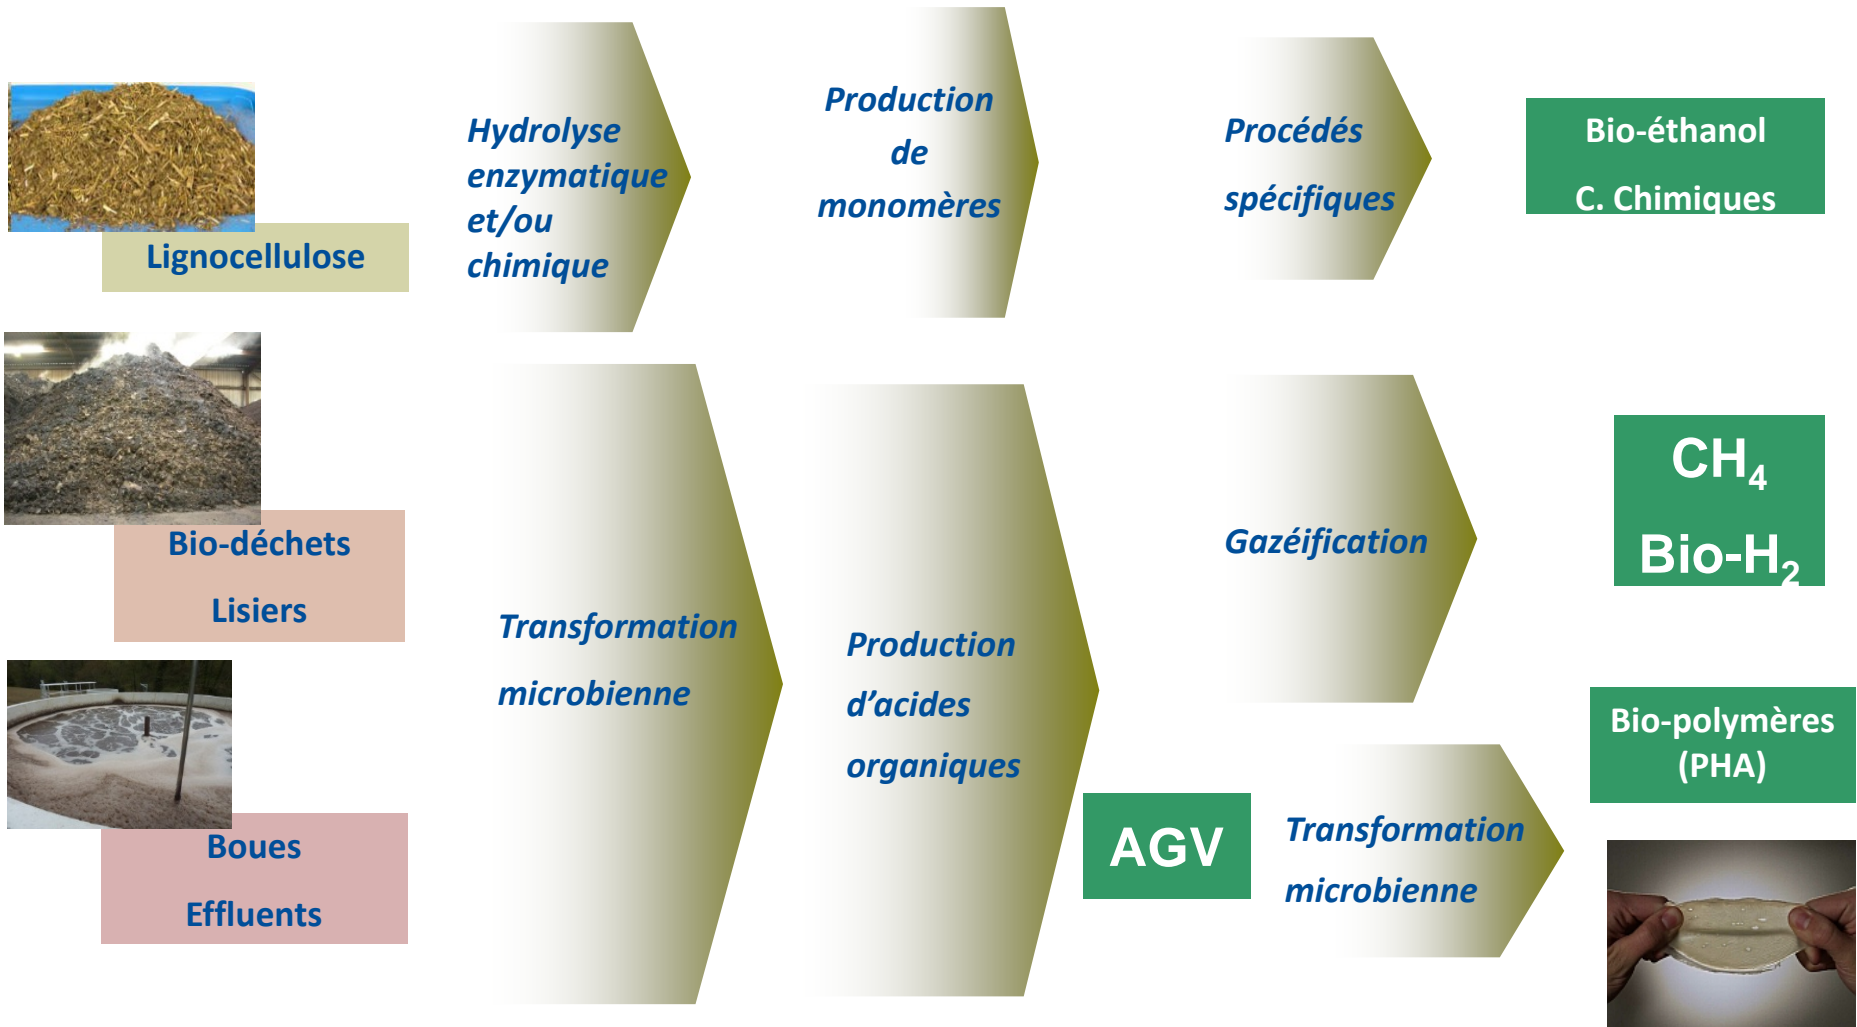 Lignocellulose
Hydrolyse
enzymatique
et/ou
chimique
Production
de
monomères
Procédés
spécifiques
Bio-éthanol
C. Chimiques
Bio-déchets
Lisiers
Boues
Effluents
Transformation
microbienne
Production
d'acides
organiques
Gazéification
CH₄
Bio-H₂
AGV
Transformation
microbienne
Bio-polymères
(PHA)